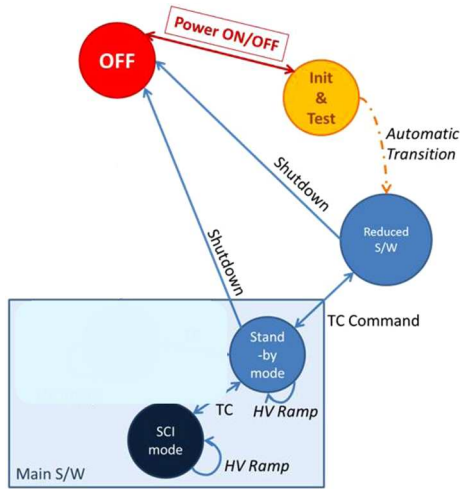 Power ON/OFF
OFF
Init
&
Test
Automatic
Transition
Shutdown
Reduced
S/W
Shutdown
TC Command
Stand
-by
mode
TC
HV Ramp
SCI
mode
HV Ramp
Main S/W